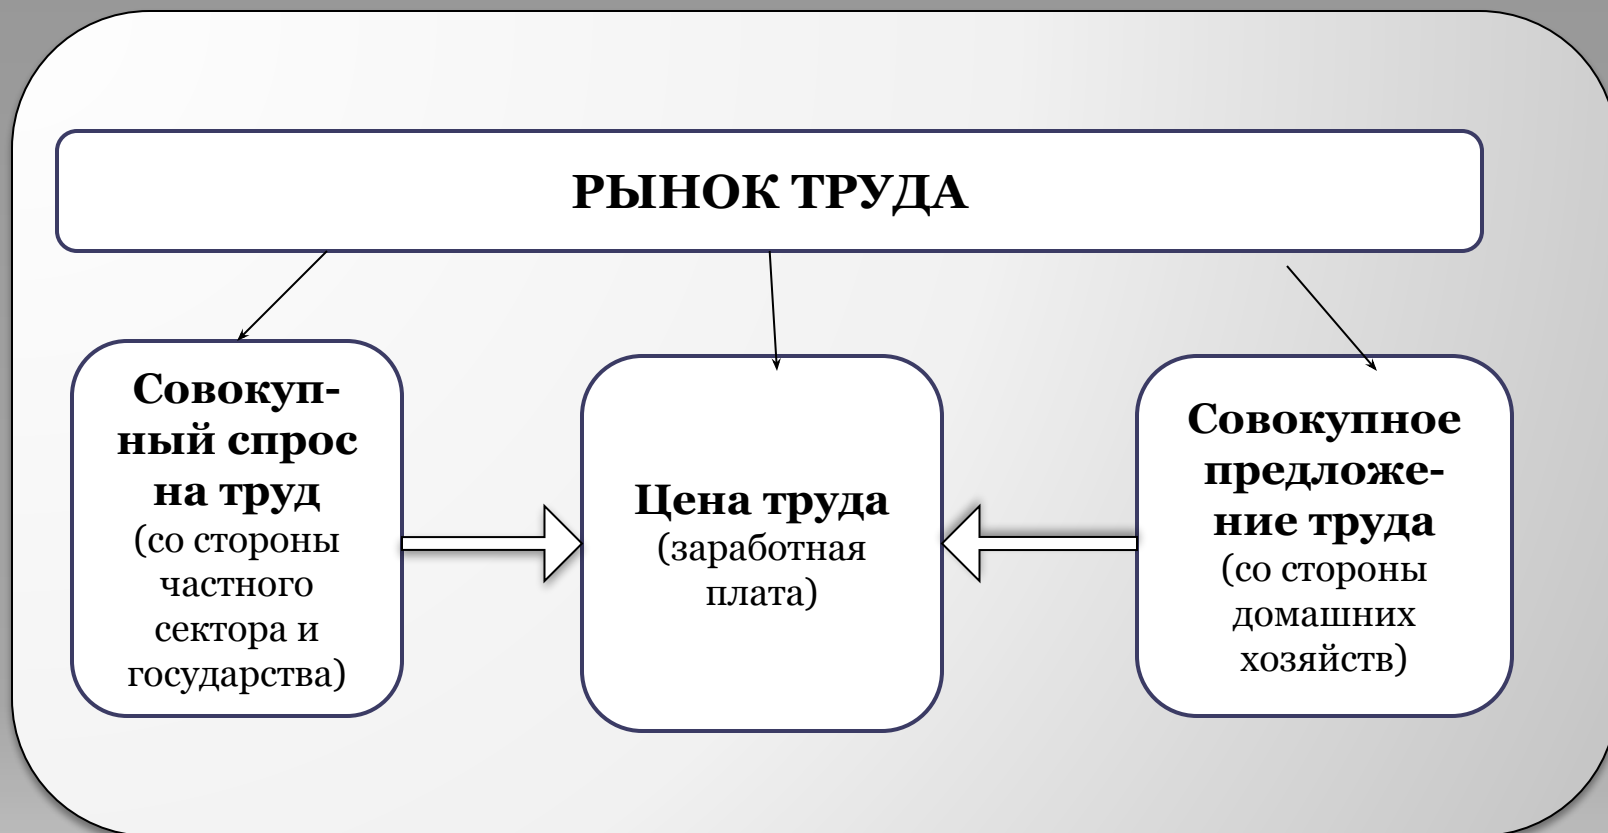 РЫНОК ТРУДА
Совокуп-
ный спрос
на труд
(со стороны
частного
сектора и
государства)
Цена труда
(заработная
плата)
Совокупное
предложе-
ние труда
(со стороны
домашних
хозяйств)